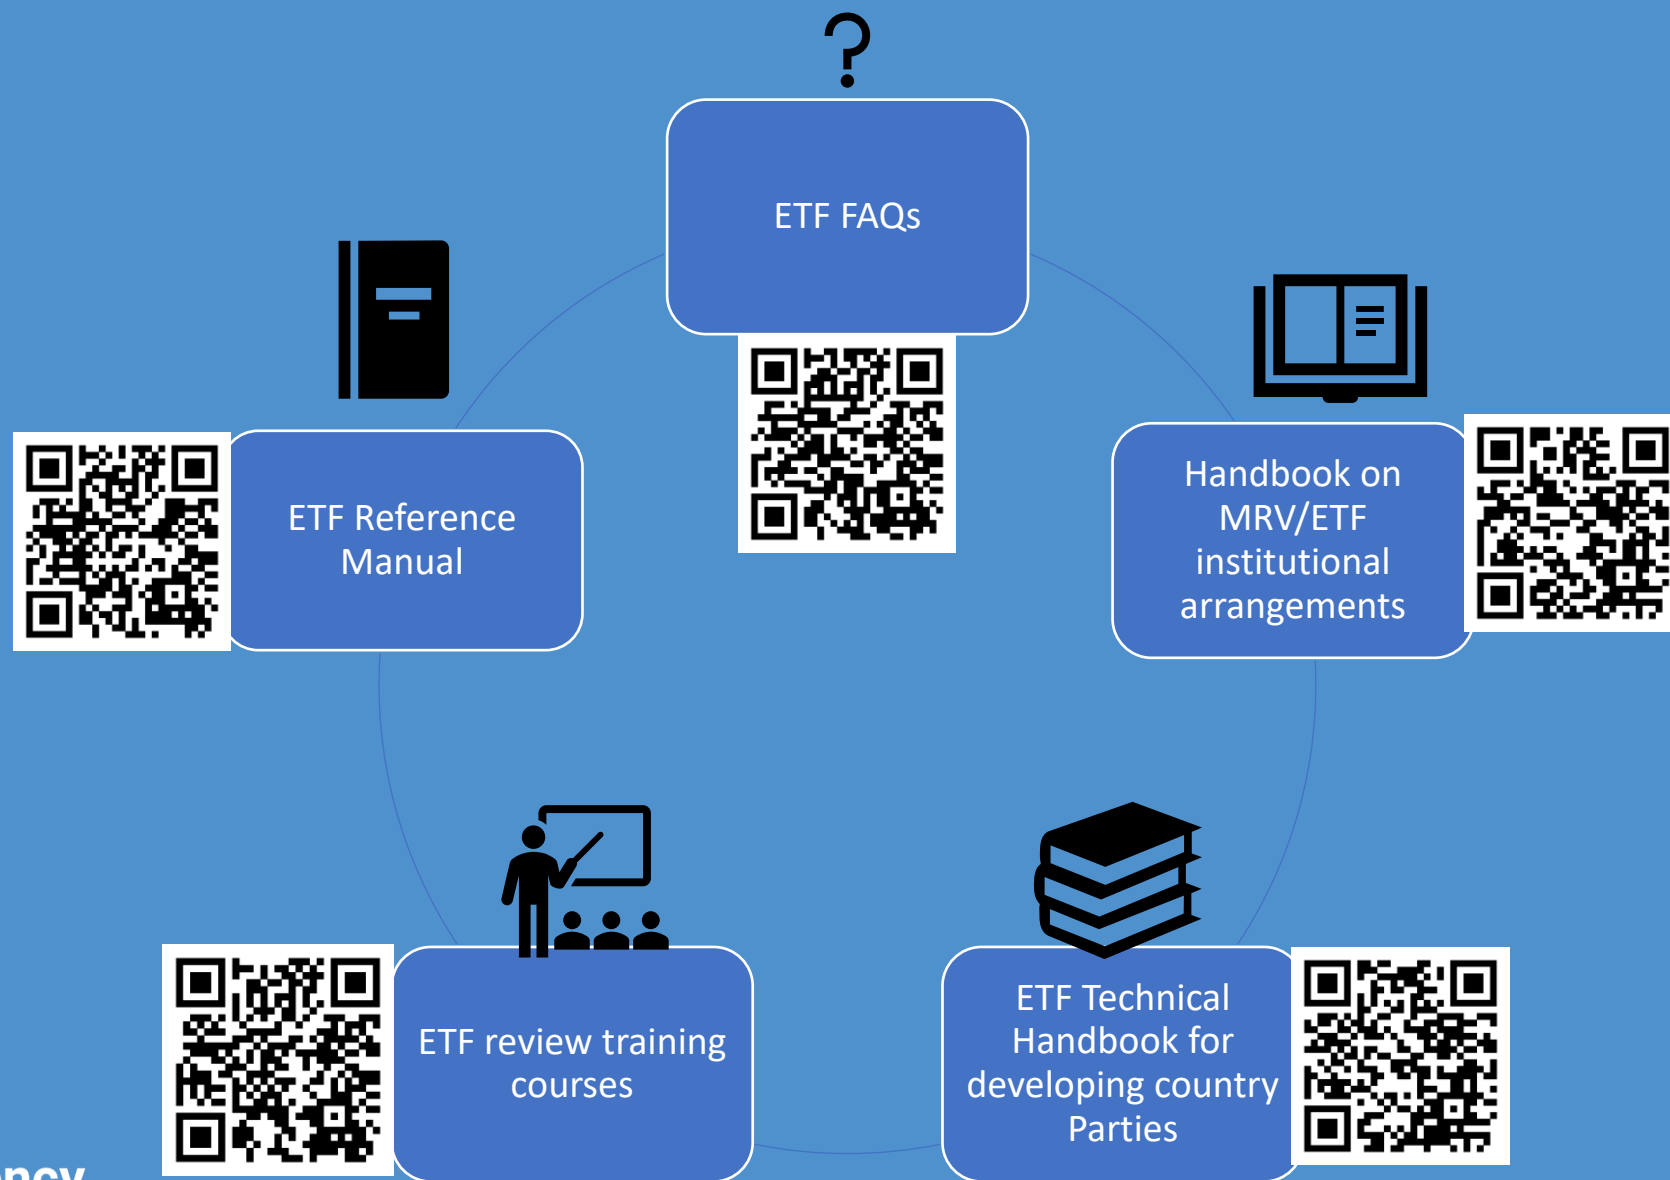 ETF FAQs
Handbook on
MRV/ETF
institutional
arrangements
ETF Reference
Manual
ETF review training
courses
ETF Technical
Handbook for
developing country
Parties